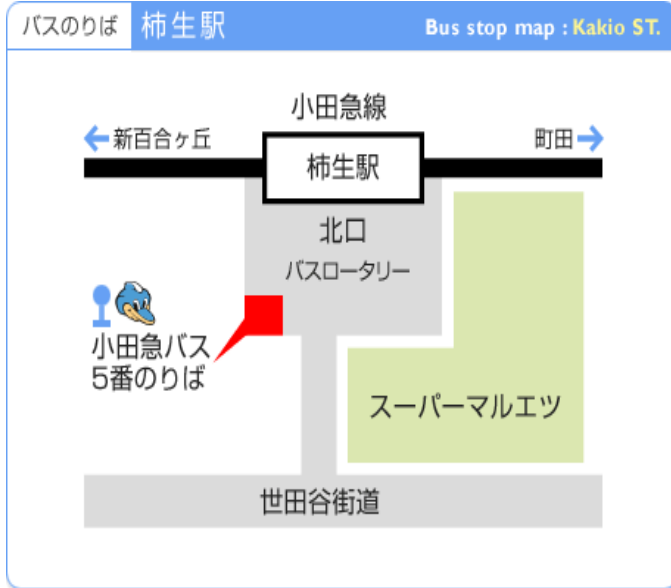 バスのりば 柿生駅 Bus stop map : Kakio ST.
小田急線
新百合ヶ丘
町田
柿生駅
北口
バスロータリー
小田急バス
5番のりば
スーパーマルエツ
世田谷街道